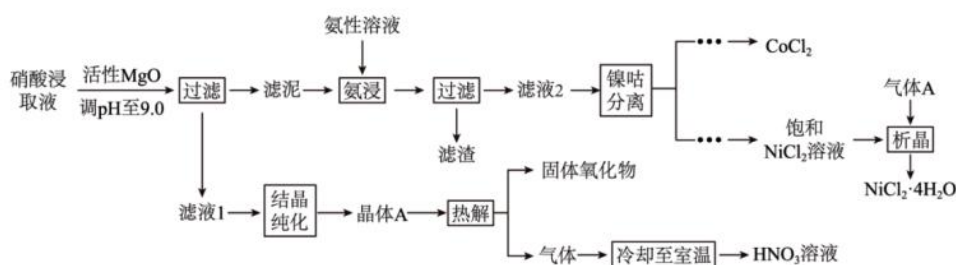 氨性溶液
硝酸浸
取液
活性MgO
调pH至9.0
过滤
滤泥
氨浸
过滤
滤液2
镍咕
分离
•••
CoCl₂
滤渣
•••
饱和
NiCl₂溶液
气体A
析晶
NiCl₂·4H₂O
滤液1
结晶
纯化
晶体A
热解
固体氧化物
气体
冷却至室温
HNO₃溶液